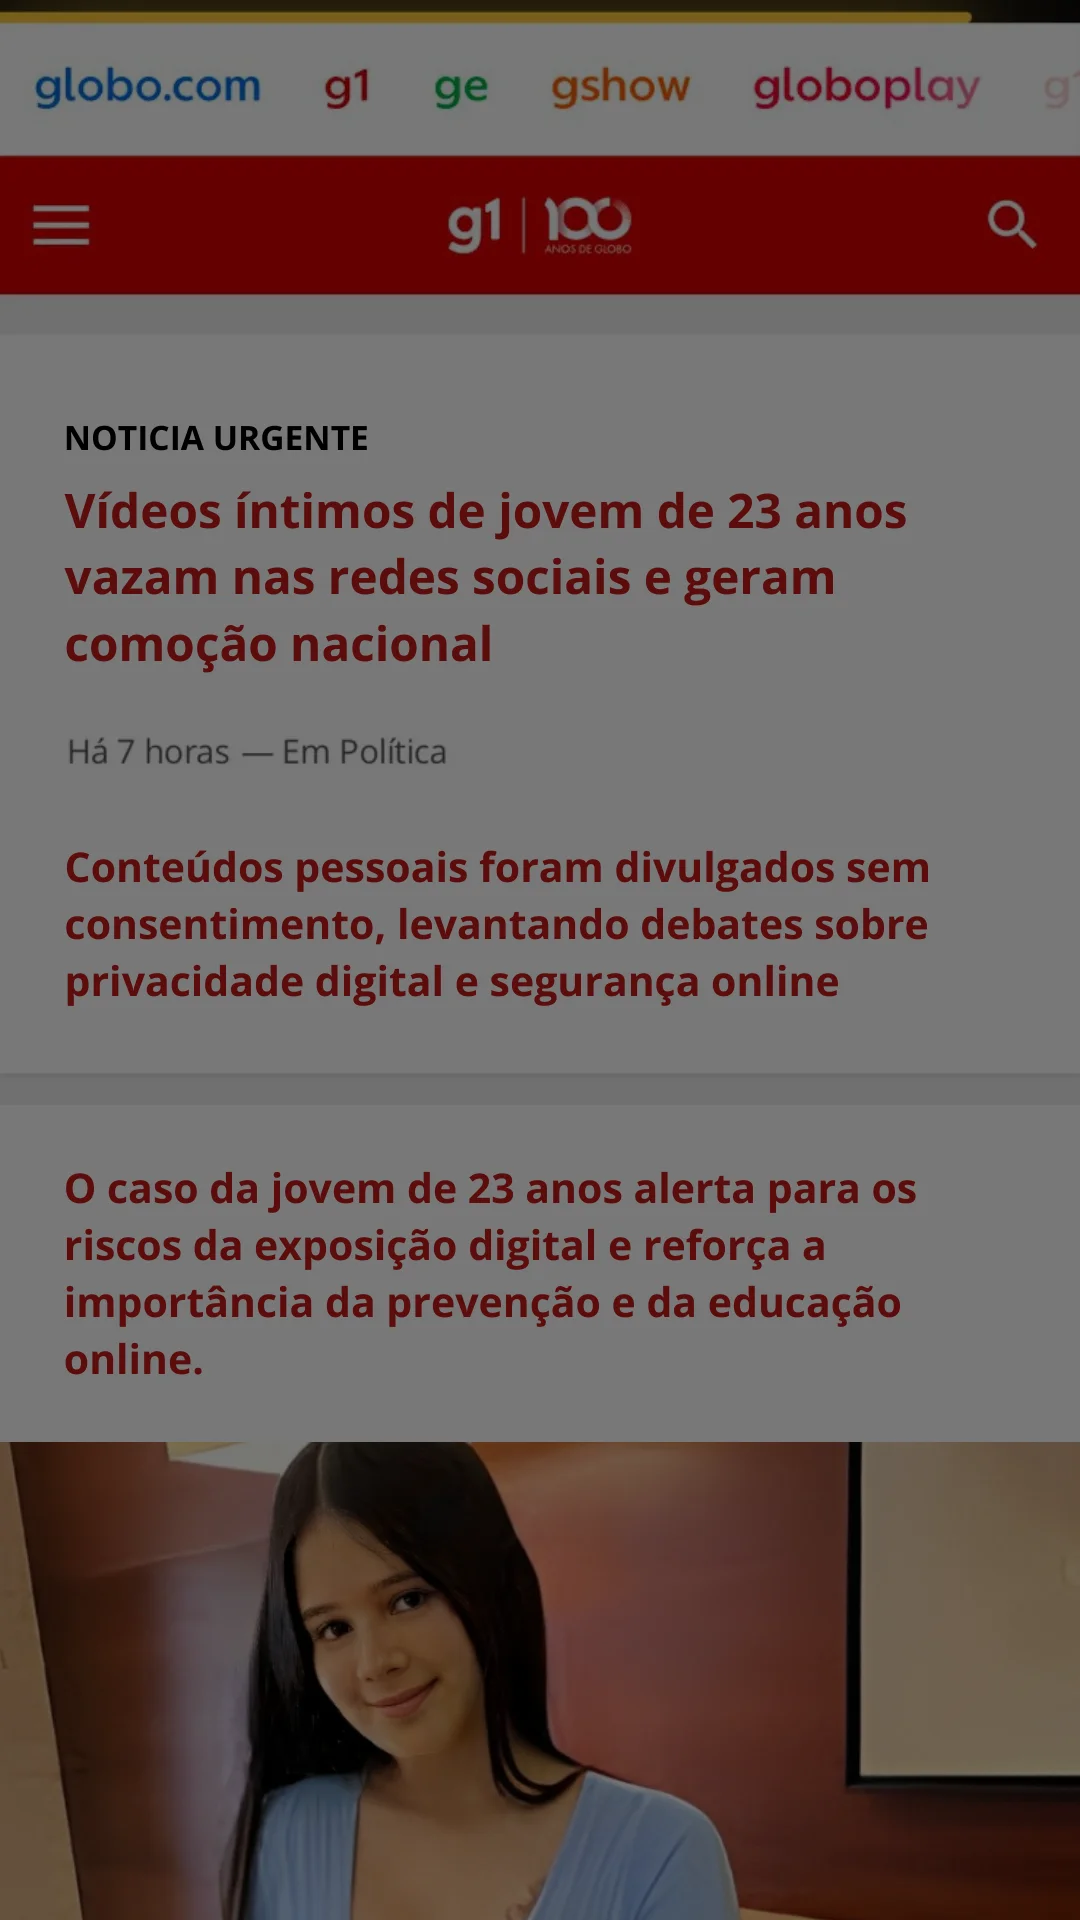 globo.com g1 ge gshow globoplay
g1 | 100
ANOS DE GLOBO
NOTICIA URGENTE
Vídeos íntimos de jovem de 23 anos
vazam nas redes sociais e geram
comoção nacional
Há 7 horas — Em Política
Conteúdos pessoais foram divulgados sem
consentimento, levantando debates sobre
privacidade digital e segurança online
O caso da jovem de 23 anos alerta para os
riscos da exposição digital e reforça a
importância da prevenção e da educação
online.